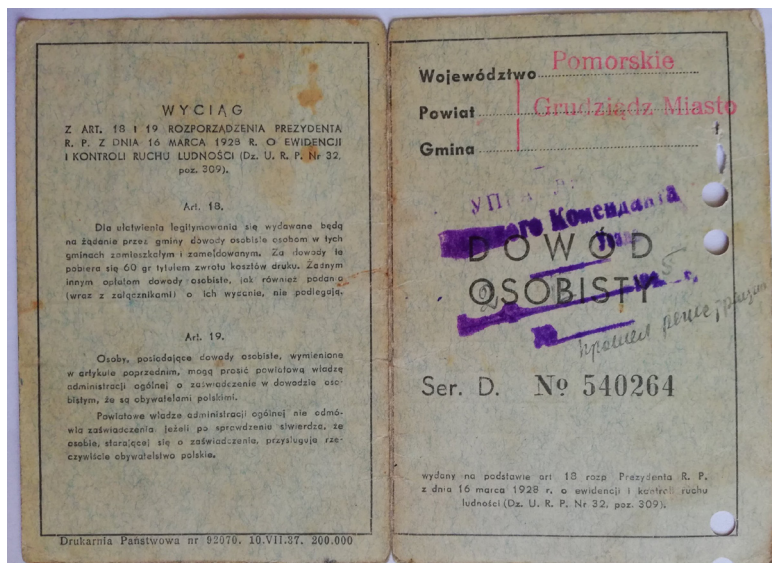 WYCIĄG
Z ART. 18 I 19 ROZPORZĄDZENIA PREZYDENTA
R. P. Z DNIA 16 MARCA 1928 R. O EWIDENCJI
I KONTROLI RUCHU LUDNOŚCI (Dz. U. R. P. Nr 32,
poz. 309).
Art. 18.
Dla ułatwienia legitymowania się wydawane będą
na żądanie przez gminy dowody osobiste osobom w tych
gminach zamieszkałym i zameldowanym. Za dowody te
pobiera się 60 gr tytułem zwrotu kosztów druku. Żadnym
innym opłatom dowody osobiste, jak również podania
(wraz z załącznikami) o ich wydanie, nie podlegają.
Art. 19.
Osoby, posiadające dowody osobiste, wymienione
w artykule poprzednim, mogą prosić powiatową władzę
administracji ogólnej o zaświadczenie w dowodzie oso-
bistym, że są obywatelami polskimi.
Powiatowe władze administracji ogólnej nie odmó-
wią zaświadczenia jeżeli po sprawdzeniu stwierdzą, że
osobie, starającej się o zaświadczenia, przysługuje rze-
czywiście obywatelstwo polskie.
Drukarnia Państwowa nr 92070. 10.VII.37. 200.000
Województwo Pomorskie
Powiat Grudziądz Miasto
Gmina
Коменданта
DOWÓD
OSOBISTY
Ser. D. № 540264
wydany na podstawie art. 18 rozp. Prezydenta R. P.
z dnia 16 marca 1928 r. o ewidencji i kontroli ruchu
ludności (Dz. U. R. P. Nr 32, poz. 309).